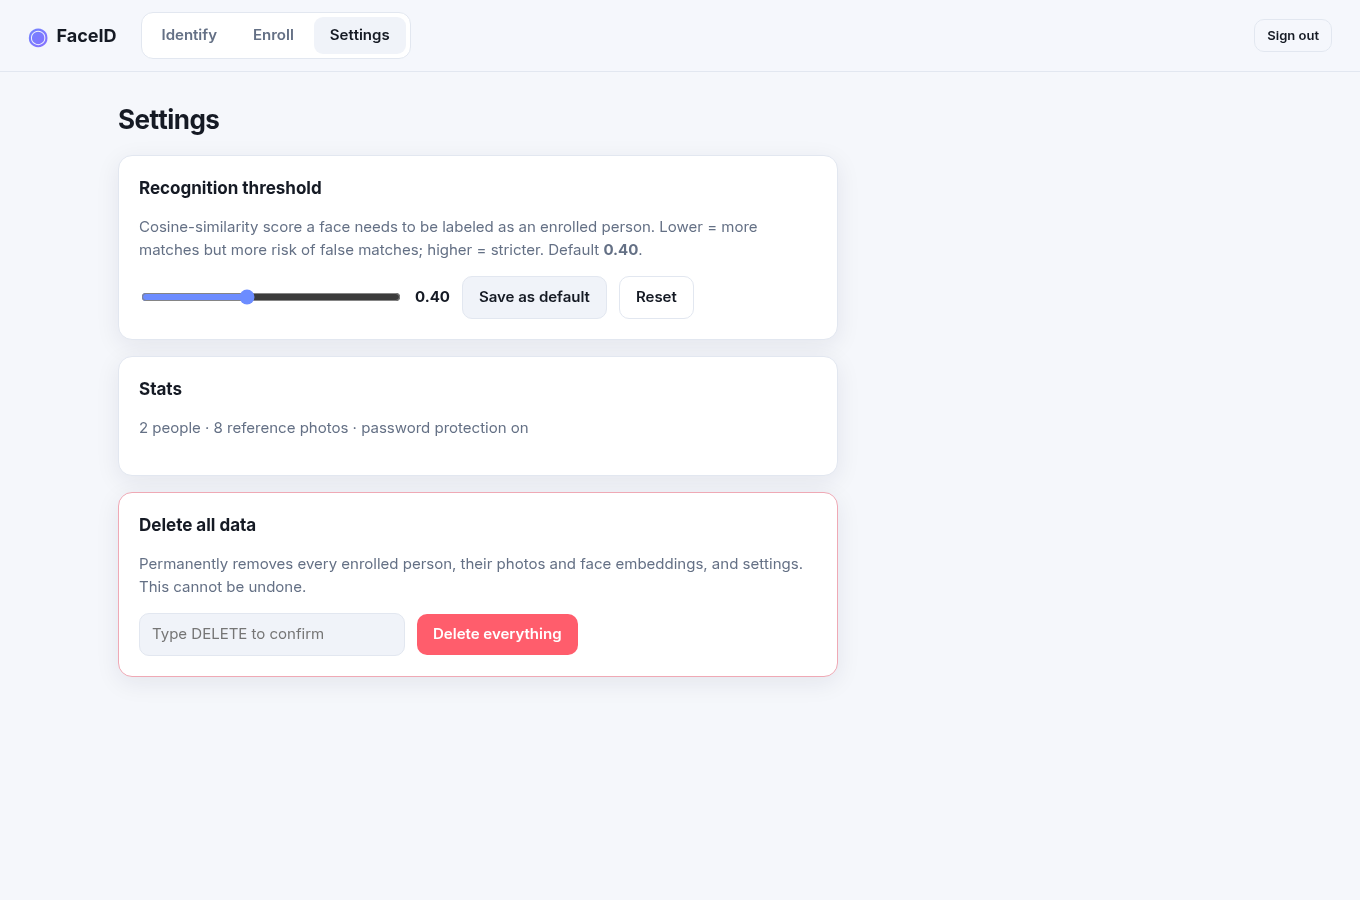 FaceID
Identify
Enroll
Settings
Sign out
Settings
Recognition threshold
Cosine-similarity score a face needs to be labeled as an enrolled person. Lower = more
matches but more risk of false matches; higher = stricter. Default 0.40.
0.40
Save as default
Reset
Stats
2 people · 8 reference photos · password protection on
Delete all data
Permanently removes every enrolled person, their photos and face embeddings, and settings.
This cannot be undone.
Type DELETE to confirm
Delete everything